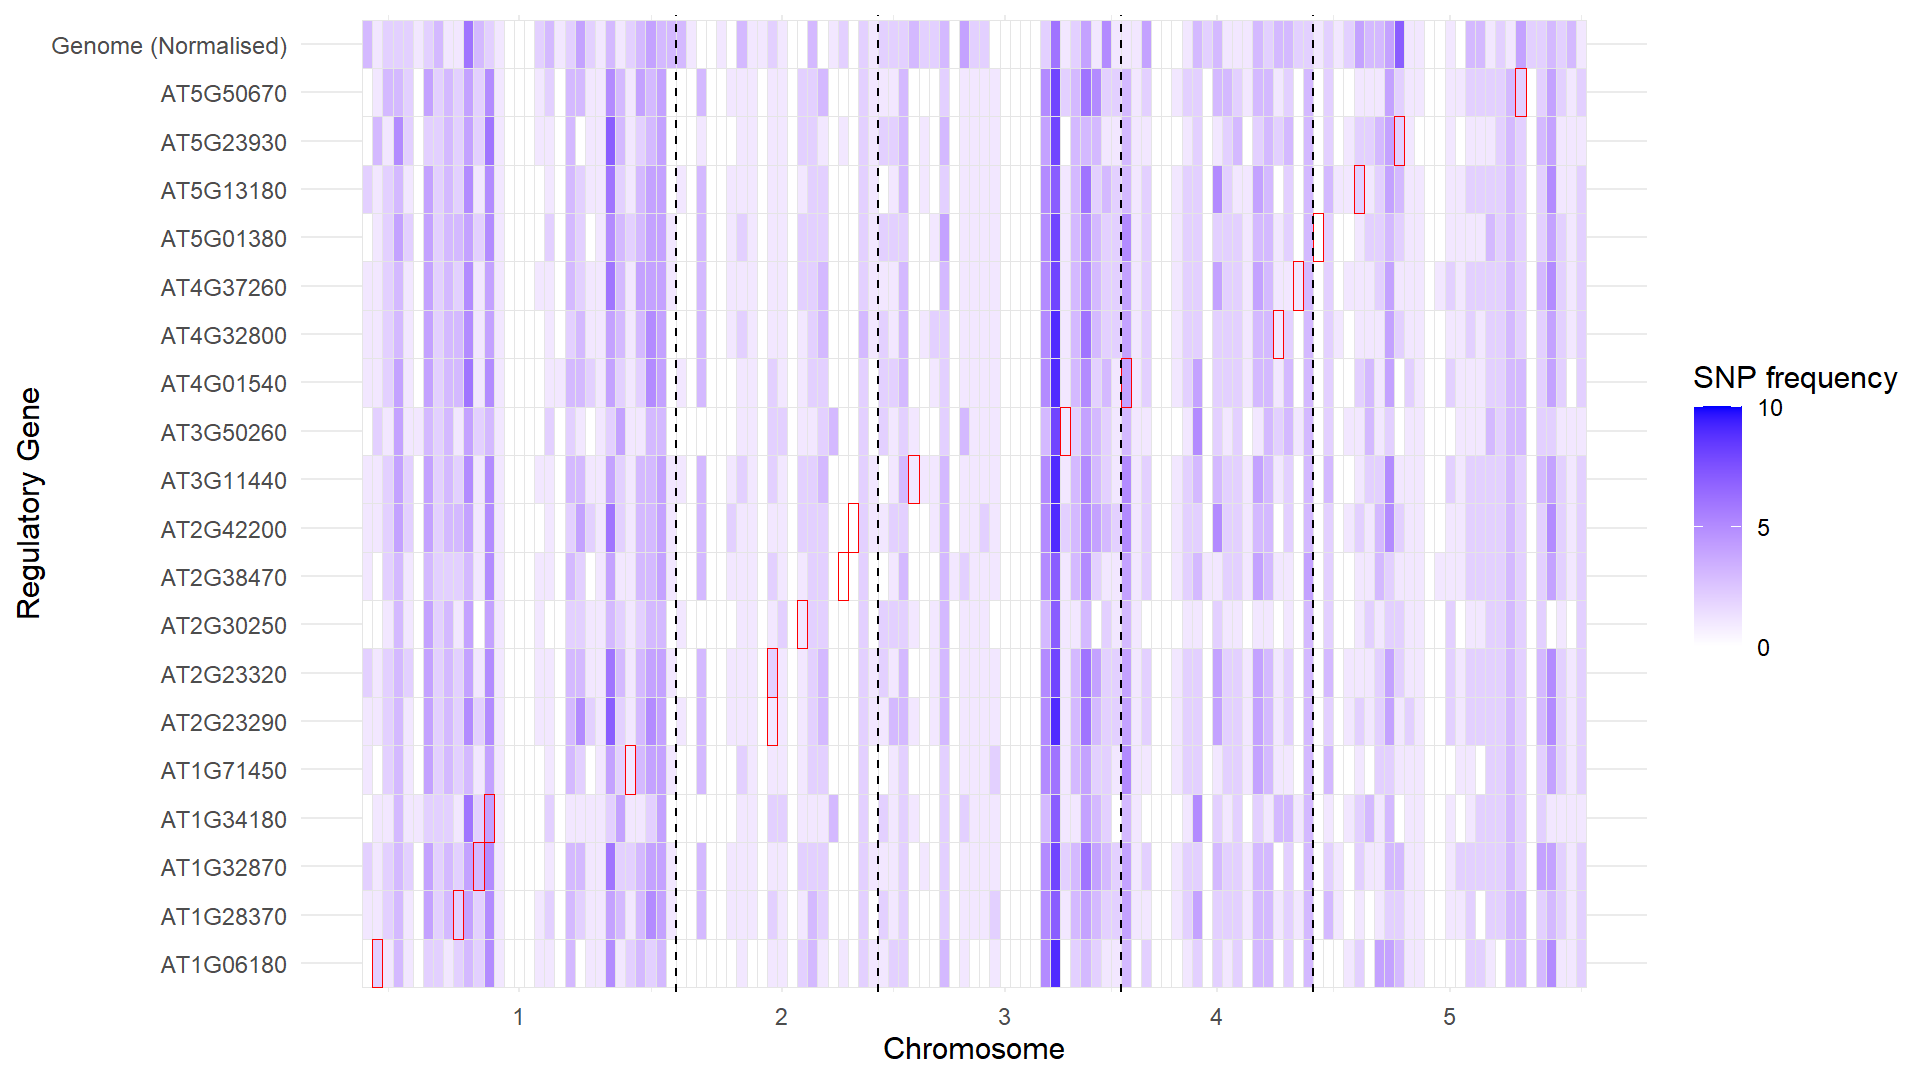 Genome (Normalised)
AT5G50670
AT5G23930
AT5G13180
AT5G01380
AT4G37260
AT4G32800
AT4G01540
AT3G50260
AT3G11440
AT2G42200
AT2G38470
AT2G30250
AT2G23320
AT2G23290
AT1G71450
AT1G34180
AT1G32870
AT1G28370
AT1G06180
Regulatory Gene
1 2 3 4 5
Chromosome
SNP frequency
10
5
0